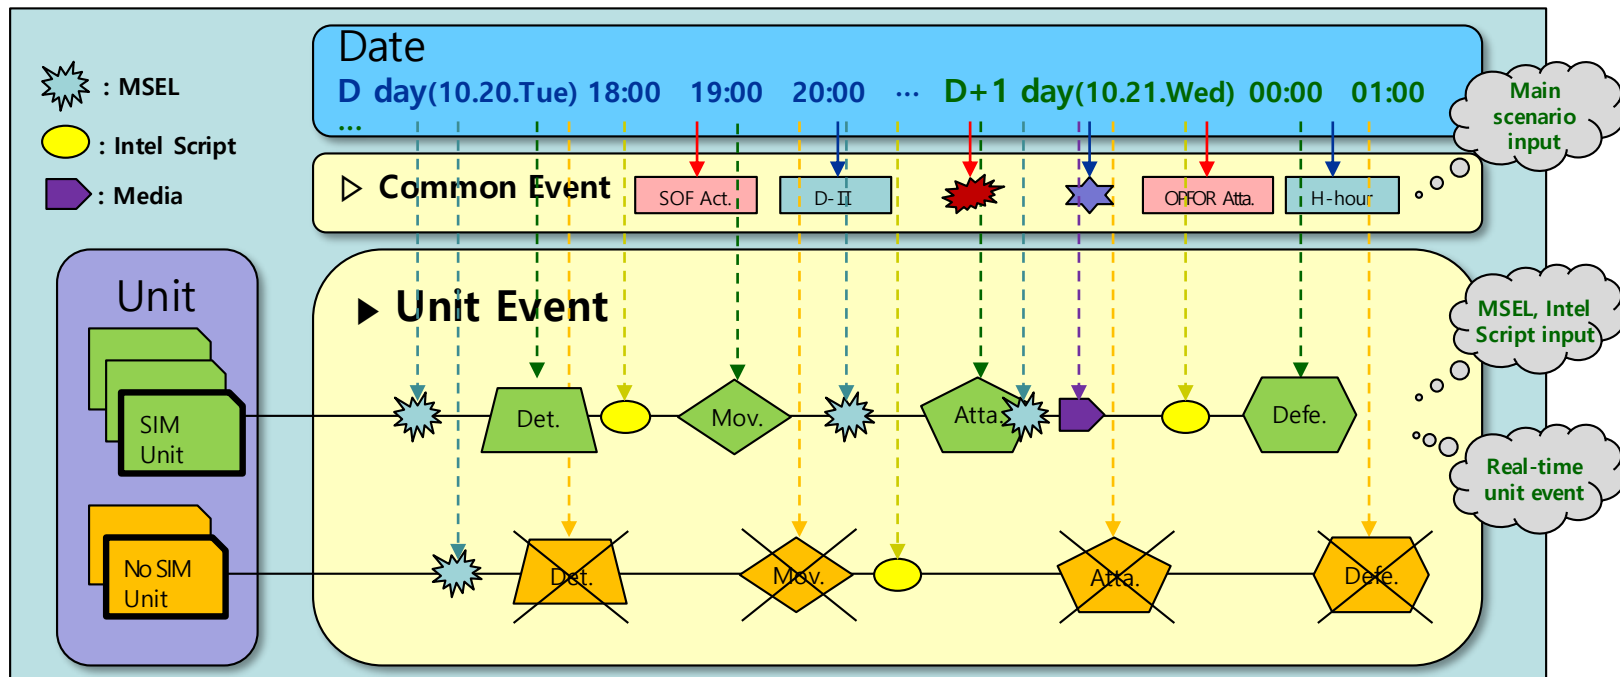 : MSEL
: Intel Script
: Media
Date
D day(10.20.Tue) 18:00 19:00 20:00 ... D+1 day(10.21.Wed) 00:00 01:00
...
Main
scenario
input
Common Event
SOF Act.
D-II
OPFOR Atta.
H-hour
Unit
Unit Event
MSEL, Intel
Script input
SIM
Unit
Det.
Mov.
Atta.
Defe.
Real-time
unit event
No SIM
Unit
Det.
Mov.
Atta.
Defe.